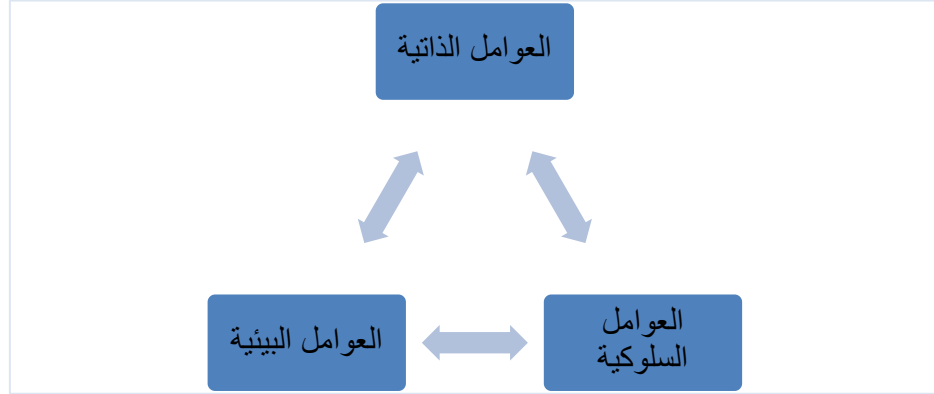 العوامل الذاتية
العوامل
السلوكية
العوامل البيئية